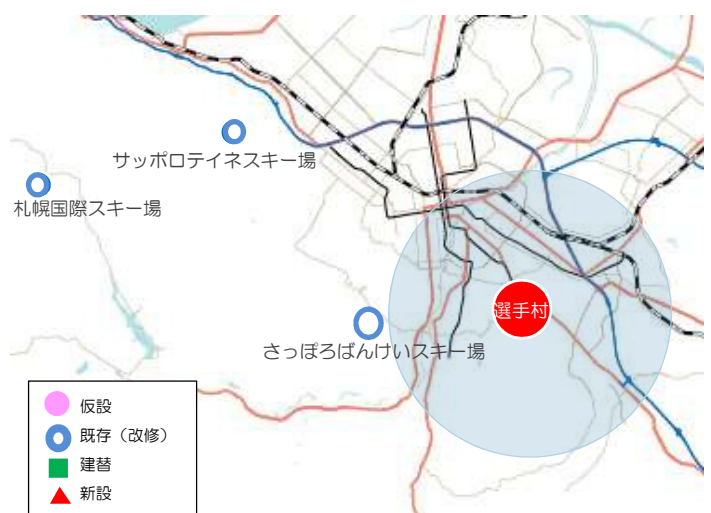 サッポロテイネスキー場
札幌国際スキー場
選手村
さっぽろばんけいスキー場
仮設
既存（改修）
建替
新設